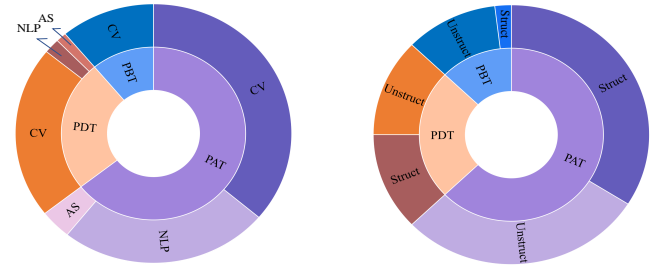 AS
NLP
CV
PBT
CV
CV
PDT
PAT
AS
NLP
Unstruct
Struct
PBT
Struct
Unstruct
PDT
PAT
Struct
Unstruct